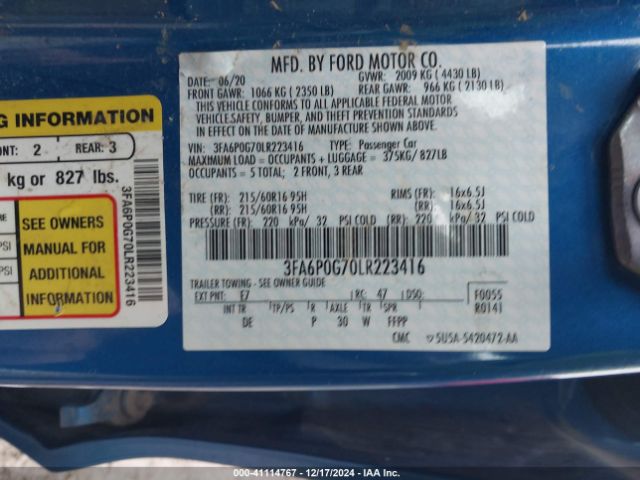 MFD. BY FORD MOTOR CO.
DATE: 06/20 GVWR: 2009 KG ( 4430 LB)
FRONT GAWR: 1066 KG ( 2350 LB) REAR GAWR: 966 KG ( 2130 LB)
THIS VEHICLE CONFORMS TO ALL APPLICABLE FEDERAL MOTOR
VEHICLE SAFETY, BUMPER, AND THEFT PREVENTION STANDARDS
IN EFFECT ON THE DATE OF MANUFACTURE SHOWN ABOVE.
VIN: 3FA6P0G70LR223416 TYPE: Passenger Car
MAXIMUM LOAD = OCCUPANTS + LUGGAGE = 375KG/ 827LB
OCCUPANTS = 5 TOTAL; 2 FRONT, 3 REAR
TIRE (FR): 215/60R16 95H RIMS (FR): 16x6.5J
(RR): 215/60R16 95H (RR): 16x6.5J
PRESSURE (FR): 220 kPa/ 32 PSI COLD (RR): 220 kPa/ 32 PSI COLD
3FA6P0G70LR223416
TRAILER TOWING - SEE OWNER GUIDE
EXT PNT: E7 RC: 47 DSO: F0055
INT TR TP/PS R AXLE TR SPR R0141
DE P 30 W FFPP
CMC 5U5A-5420472-AA
G INFORMATION
ONT: 2 REAR: 3
kg or 827 lbs.
RE
PSI
PSI
SEE OWNERS
MANUAL FOR
ADDITIONAL
INFORMATION
3FA6P0G70LR223416
000-41114767 - 12/17/2024 - IAA Inc.